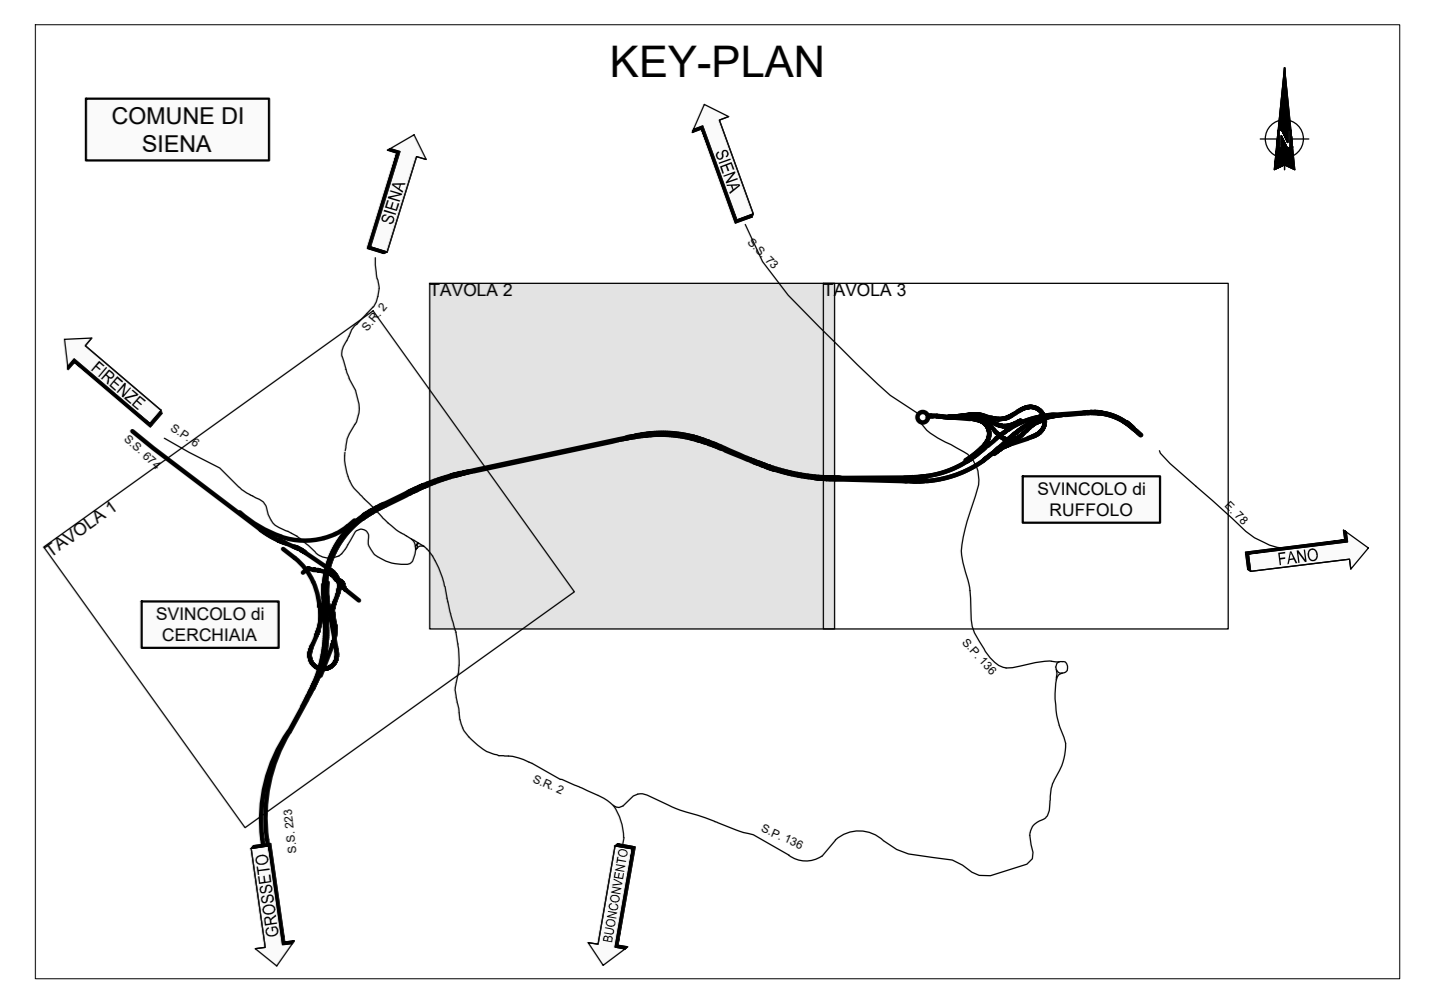 KEY-PLAN
COMUNE DI
SIENA
N
SIENA
SIENA
S.S. 73
TAVOLA 2
TAVOLA 3
S.R. 2
FIRENZE
S.P. 6
S.S. 674
TAVOLA 1
SVINCOLO di
RUFFOLO
E. 78
FANO
SVINCOLO di
CERCHIAIA
S.P. 136
S.R. 2
S.S. 223
S.P. 136
GROSSETO
BUONCONVENTO